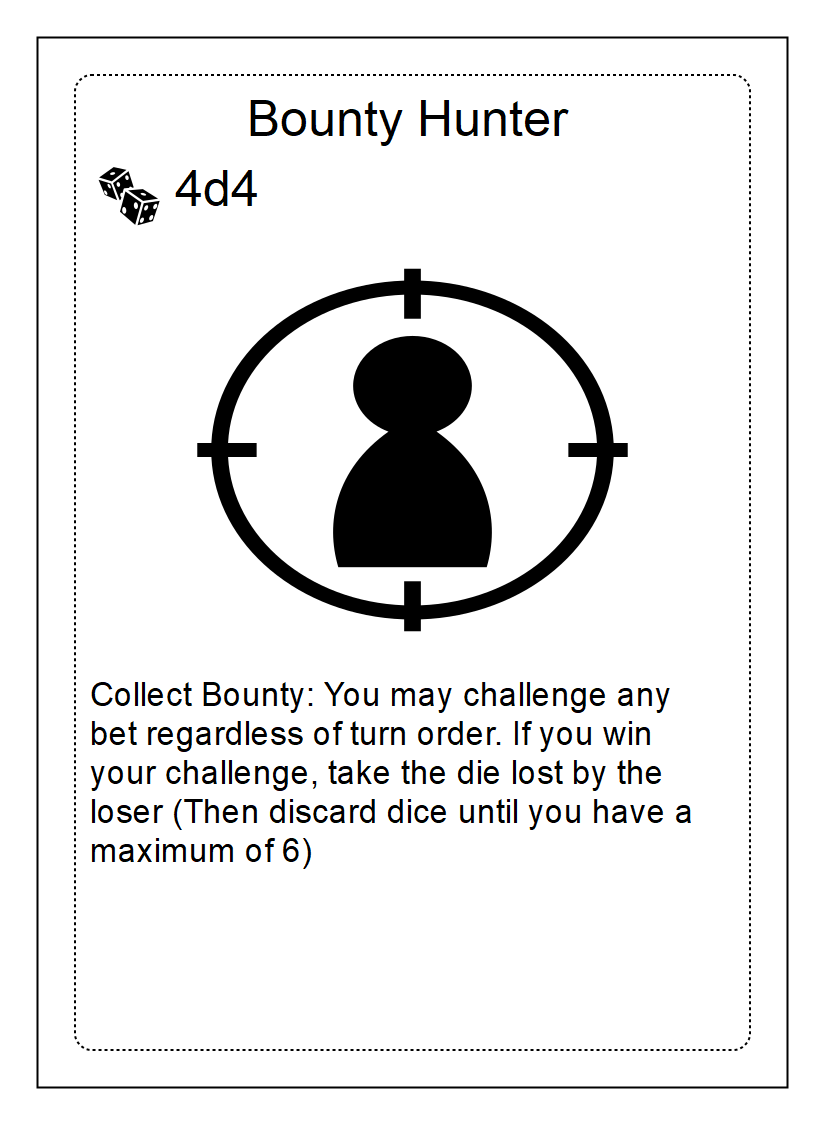 Bounty Hunter
4d4
Collect Bounty: You may challenge any
bet regardless of turn order. If you win
your challenge, take the die lost by the
loser (Then discard dice until you have a
maximum of 6)